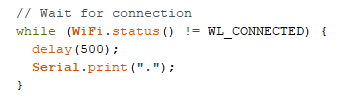 // Wait for connection
while (WiFi.status() != WL_CONNECTED) {
  delay(500);
  Serial.print(".");
}